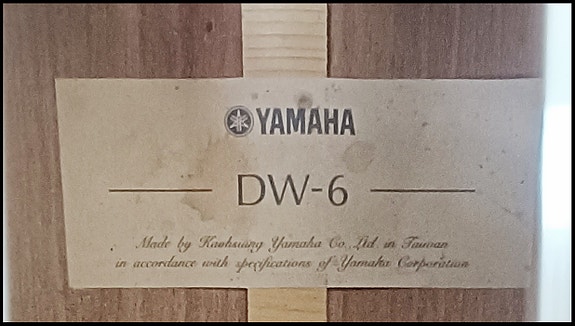 YAMAHA
DW-6
Made by Kaohsiung Yamaha Co., Ltd. in Taiwan
in accordance with specifications of Yamaha Corporation